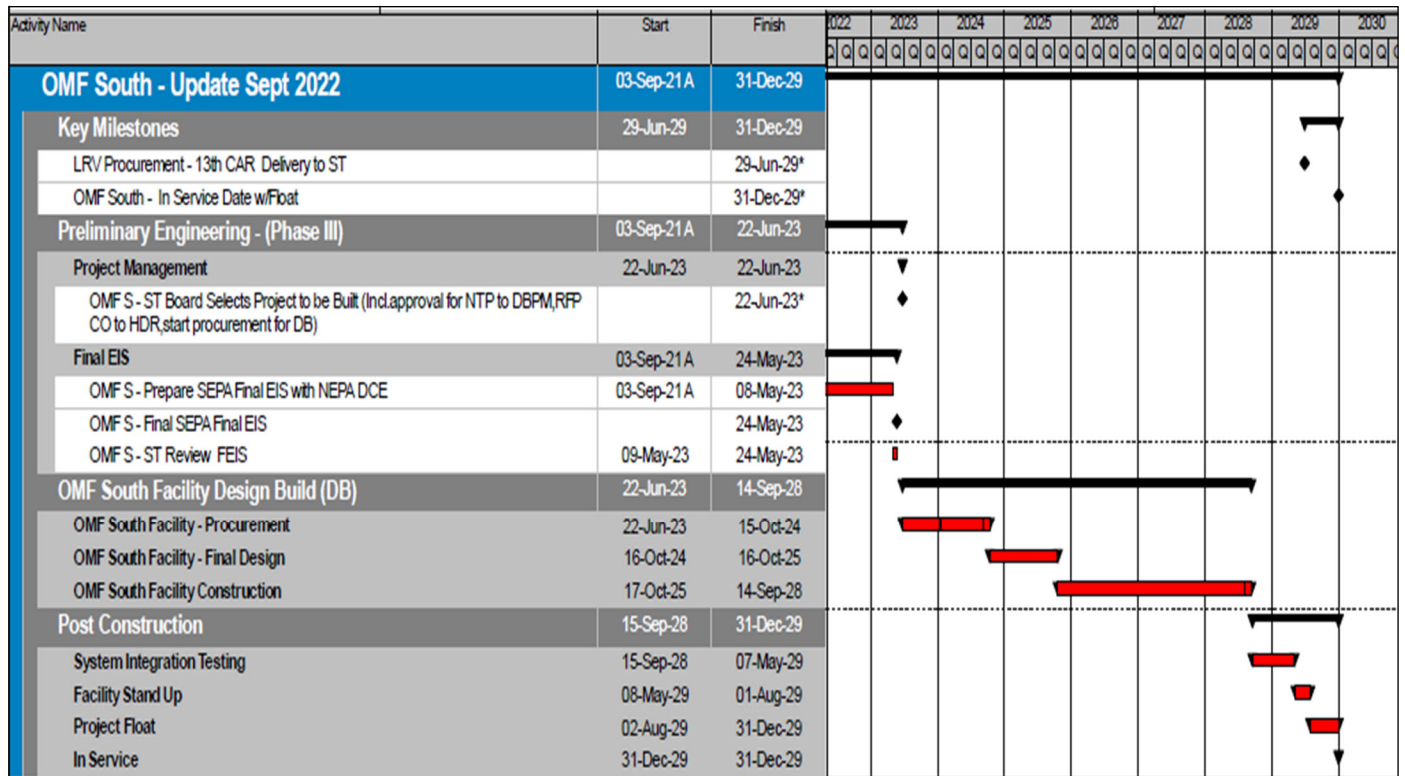 Activity Name Start Finish 2022 2023 2024 2025 2026 2027 2028 2029 2030
Q Q Q Q Q Q Q Q Q Q Q Q Q Q Q Q Q Q Q Q Q Q Q Q Q Q Q Q Q Q Q Q Q Q
OMF South - Update Sept 2022 03-Sep-21 A 31-Dec-29
Key Milestones 29-Jun-29 31-Dec-29
LRV Procurement - 13th CAR Delivery to ST 29-Jun-29*
OMF South - In Service Date w/Float 31-Dec-29*
Preliminary Engineering - (Phase III) 03-Sep-21 A 22-Jun-23
Project Management 22-Jun-23 22-Jun-23
OMF S - ST Board Selects Project to be Built (Incl.approval for NTP to DBPM,RFP 22-Jun-23*
CO to HDR,start procurement for DB)
Final EIS 03-Sep-21 A 24-May-23
OMF S - Prepare SEPA Final EIS with NEPA DCE 03-Sep-21 A 08-May-23
OMF S - Final SEPA Final EIS 24-May-23
OMF S - ST Review FEIS 09-May-23 24-May-23
OMF South Facility Design Build (DB) 22-Jun-23 14-Sep-28
OMF South Facility - Procurement 22-Jun-23 15-Oct-24
OMF South Facility - Final Design 16-Oct-24 16-Oct-25
OMF South Facility Construction 17-Oct-25 14-Sep-28
Post Construction 15-Sep-28 31-Dec-29
System Integration Testing 15-Sep-28 07-May-29
Facility Stand Up 08-May-29 01-Aug-29
Project Float 02-Aug-29 31-Dec-29
In Service 31-Dec-29 31-Dec-29